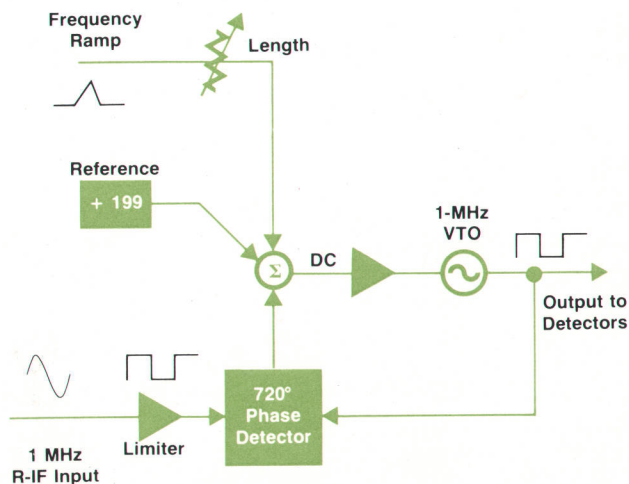 Frequency
Ramp
Length
Reference
+ 199
1-MHz
VTO
Σ
DC
Output to
Detectors
720°
Phase
Detector
Limiter
1 MHz
R-IF Input